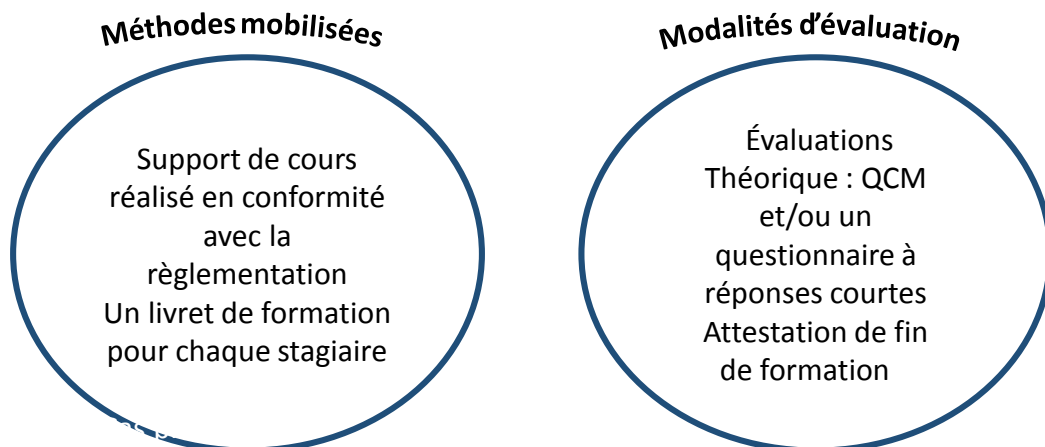 Méthodes mobilisées
Support de cours
réalisé en conformité
avec la
règlementation
Un livret de formation
pour chaque stagiaire
Modalités d'évaluation
Évaluations
Théorique : QCM
et/ou un
questionnaire à
réponses courtes
Attestation de fin
de formation